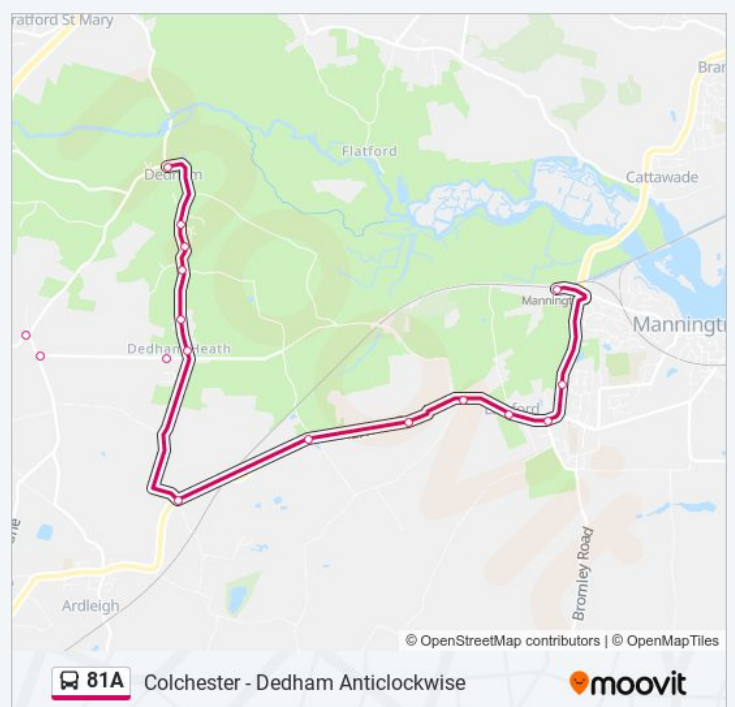 ratford St Mary
Bran
Flatford
Dedham
Cattawade
Manningt
Manningtr
Dedham Heath
Ardleigh
Bromley Road
© OpenStreetMap contributors | © OpenMapTiles
81A Colchester - Dedham Anticlockwise
moovit